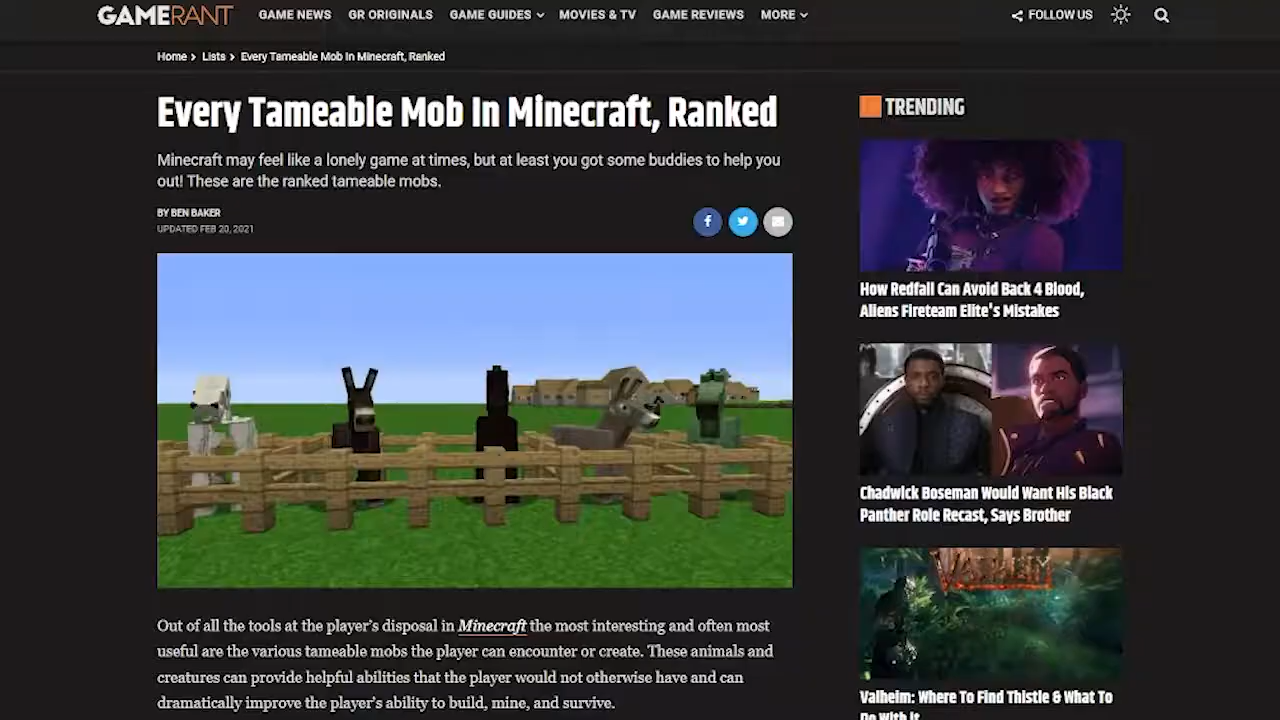 GAMERANT
GAME NEWS
GR ORIGINALS
GAME GUIDES
MOVIES & TV
GAME REVIEWS
MORE
FOLLOW US
Home > Lists > Every Tameable Mob In Minecraft, Ranked
Every Tameable Mob In Minecraft, Ranked
Minecraft may feel like a lonely game at times, but at least you got some buddies to help you
out! These are the ranked tameable mobs.
BY BEN BAKER
UPDATED FEB 20, 2021
Out of all the tools at the player's disposal in Minecraft the most interesting and often most
useful are the various tameable mobs the player can encounter or create. These animals and
creatures can provide helpful abilities that the player would not otherwise have and can
dramatically improve the player's ability to build, mine, and survive.
TRENDING
How Redfall Can Avoid Back 4 Blood,
Aliens Fireteam Elite's Mistakes
Chadwick Boseman Would Want His Black
Panther Role Recast, Says Brother
VALHEIM
Valheim: Where To Find Thistle & What To
Do With It